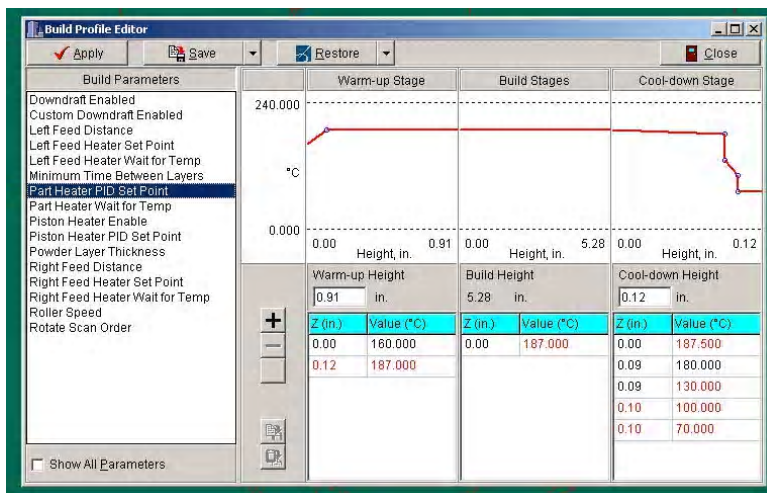 Build Profile Editor
Apply Save Restore Close
Build Parameters
Downdraft Enabled
Custom Downdraft Enabled
Left Feed Distance
Left Feed Heater Set Point
Left Feed Heater Wait for Temp
Minimum Time Between Layers
Part Heater PID Set Point
Part Heater Wait for Temp
Piston Heater Enable
Piston Heater PID Set Point
Powder Layer Thickness
Right Feed Distance
Right Feed Heater Set Point
Right Feed Heater Wait for Temp
Roller Speed
Rotate Scan Order
Show All Parameters
Warm-up Stage Build Stages Cool-down Stage
240.000
°C
0.000
0.00 0.91 0.00 5.28 0.00 0.12
Height, in. Height, in. Height, in.
Warm-up Height Build Height Cool-down Height
0.91 in. 5.28 in. 0.12 in.
Z (in.) Value (°C) Z (in.) Value (°C) Z (in.) Value (°C)
0.00 160.000 0.00 187.000 0.00 187.500
0.12 187.000 0.09 180.000
0.09 130.000
0.10 100.000
0.10 70.000